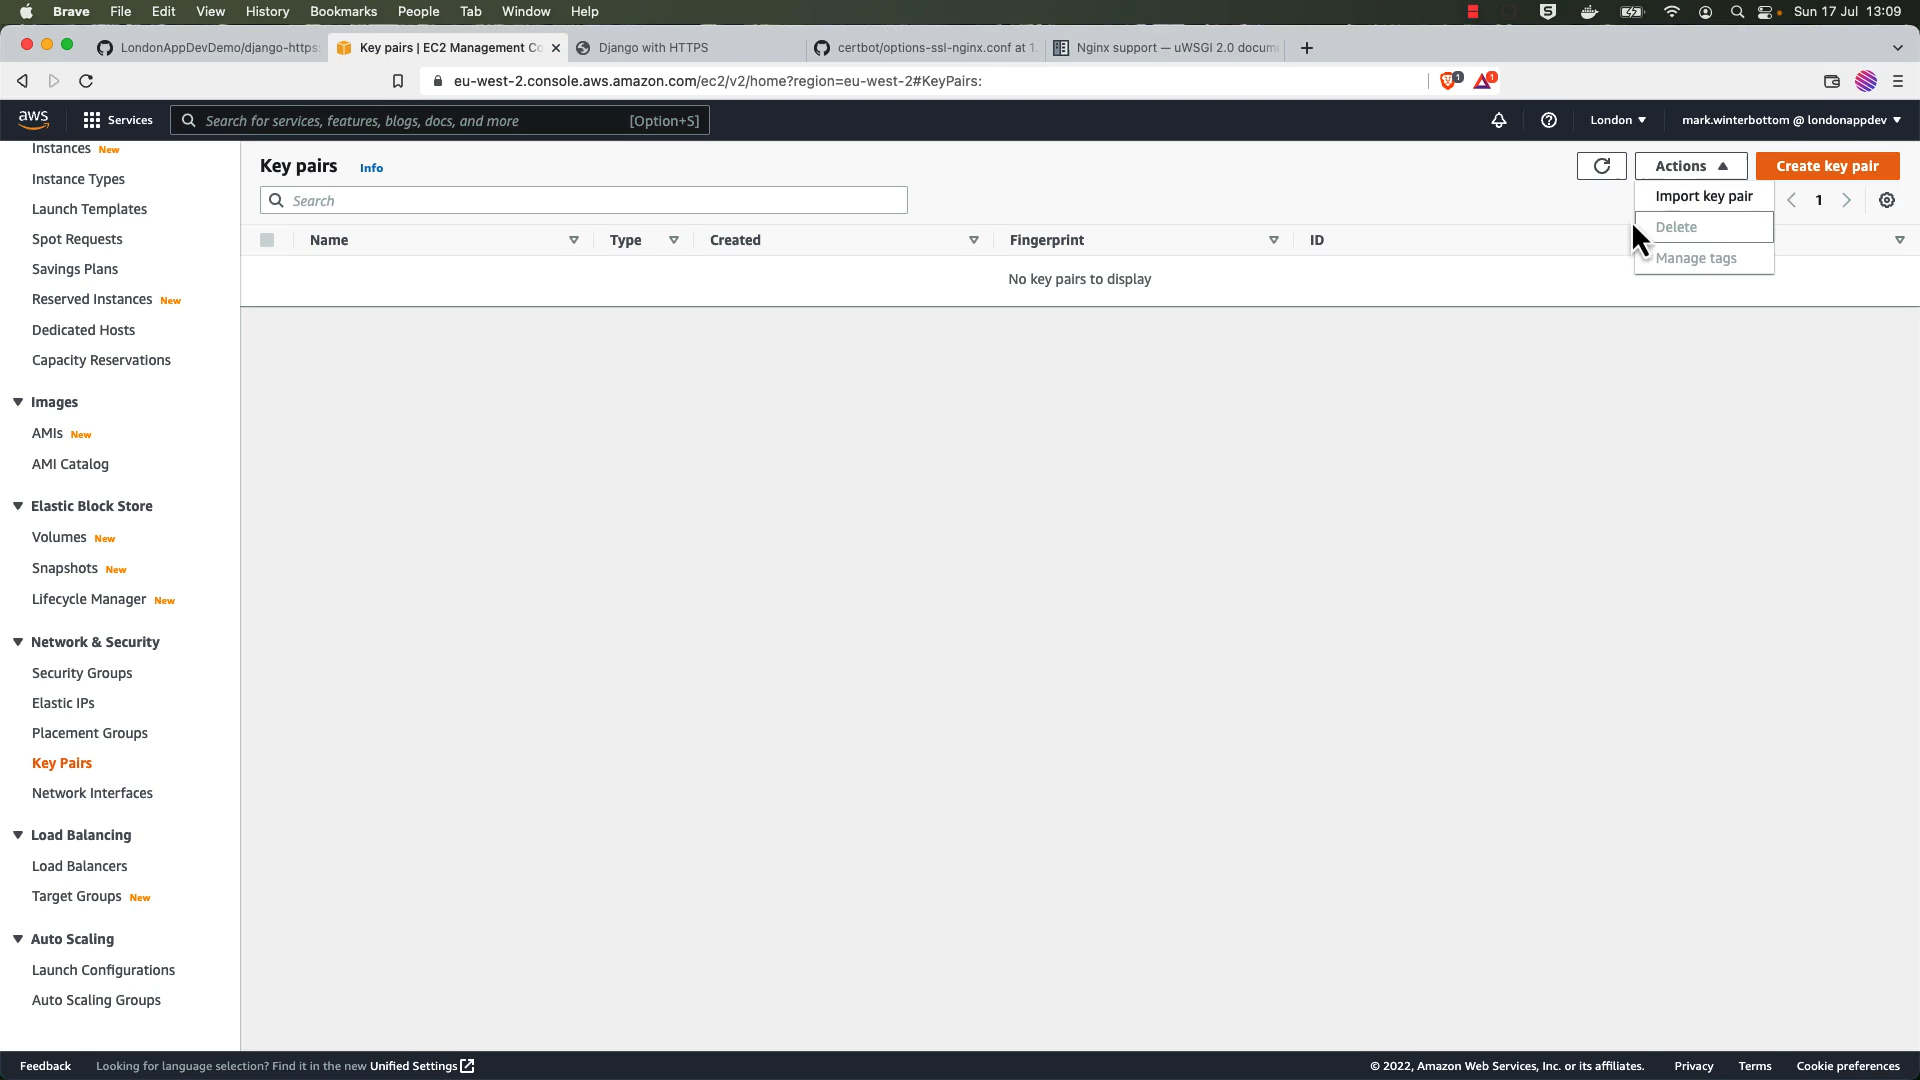 Brave File Edit View History Bookmarks People Tab Window Help Sun 17 Jul 13:09
LondonAppDevDemo/django-https: Key pairs | EC2 Management Co Django with HTTPS certbot/options-ssl-nginx.conf at 1. Nginx support — uWSGI 2.0 docum
eu-west-2.console.aws.amazon.com/ec2/v2/home?region=eu-west-2#KeyPairs: 1 1
aws Services Search for services, features, blogs, docs, and more [Option+S] London mark.winterbottom @ londonappdev
Instances New
Instance Types
Launch Templates
Spot Requests
Savings Plans
Reserved Instances New
Dedicated Hosts
Capacity Reservations
Images
AMIs New
AMI Catalog
Elastic Block Store
Volumes New
Snapshots New
Lifecycle Manager New
Network & Security
Security Groups
Elastic IPs
Placement Groups
Key Pairs
Network Interfaces
Load Balancing
Load Balancers
Target Groups New
Auto Scaling
Launch Configurations
Auto Scaling Groups
Key pairs Info Actions Create key pair
Search 1
Import key pair
Delete
Manage tags
Name Type Created Fingerprint ID
No key pairs to display
Feedback Looking for language selection? Find it in the new Unified Settings © 2022, Amazon Web Services, Inc. or its affiliates. Privacy Terms Cookie preferences